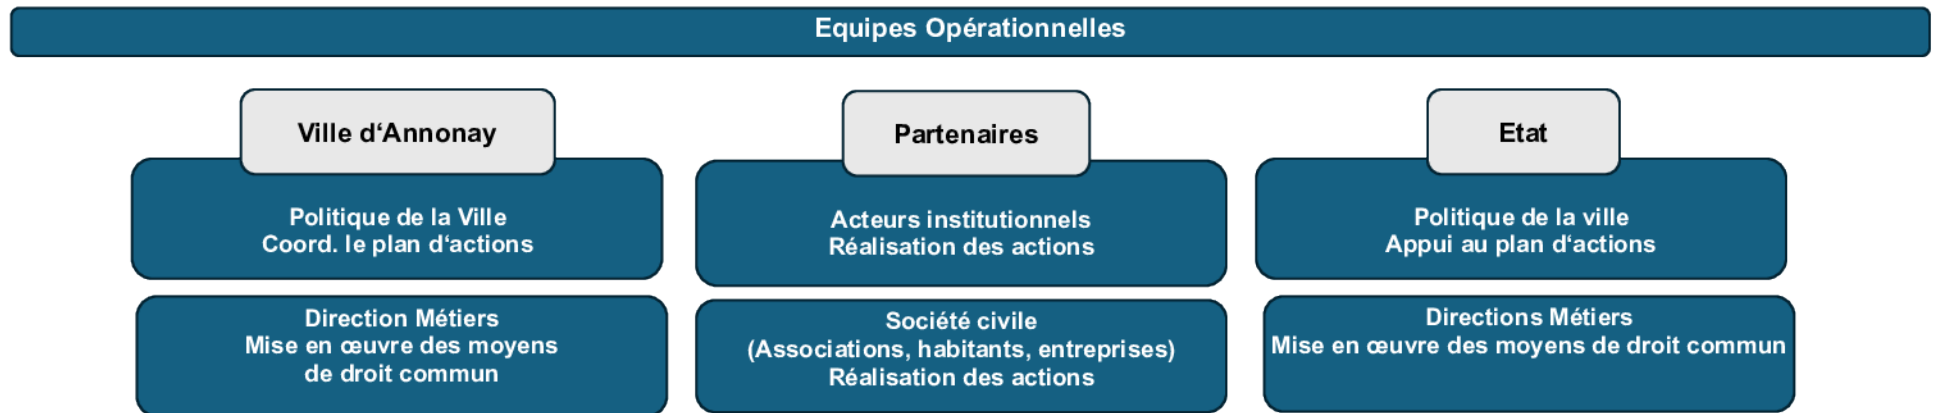 Equipes Opérationnelles
Ville d‘Annonay
Politique de la Ville
Coord. le plan d‘actions
Direction Métiers
Mise en œuvre des moyens
de droit commun
Partenaires
Acteurs institutionnels
Réalisation des actions
Société civile
(Associations, habitants, entreprises)
Réalisation des actions
Etat
Politique de la ville
Appui au plan d‘actions
Directions Métiers
Mise en œuvre des moyens de droit commun